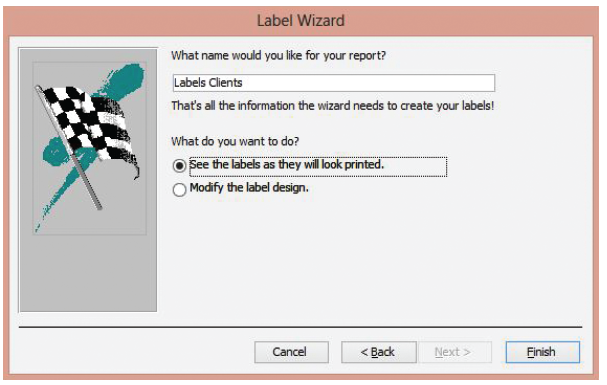 Label Wizard
What name would you like for your report?
Labels Clients
That's all the information the wizard needs to create your labels!
What do you want to do?
See the labels as they will look printed.
Modify the label design.
Cancel < Back Next > Finish